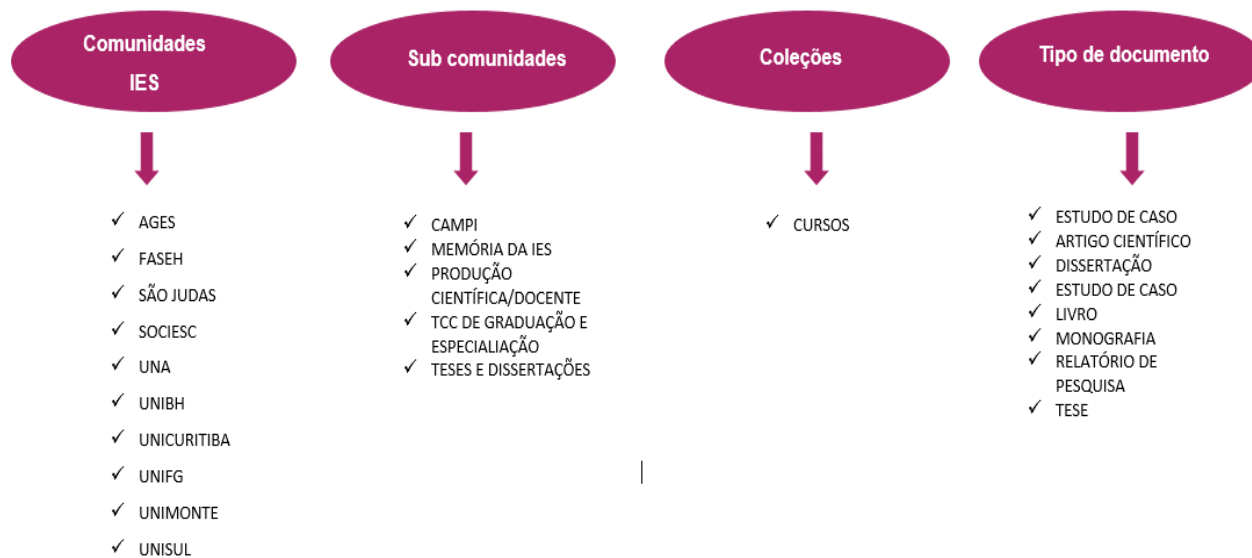 Comunidades
IES
AGES
FASEH
SÃO JUDAS
SOCIESC
UNA
UNIBH
UNICURITIBA
UNIFG
UNIMONTE
UNISUL
Sub comunidades
CAMPI
MEMÓRIA DA IES
PRODUÇÃO
CIENTÍFICA/DOCENTE
TCC DE GRADUAÇÃO E
ESPECIALIAÇÃO
TESES E DISSERTAÇÕES
Coleções
CURSOS
Tipo de documento
ESTUDO DE CASO
ARTIGO CIENTÍFICO
DISSERTAÇÃO
ESTUDO DE CASO
LIVRO
MONOGRAFIA
RELATÓRIO DE
PESQUISA
TESE